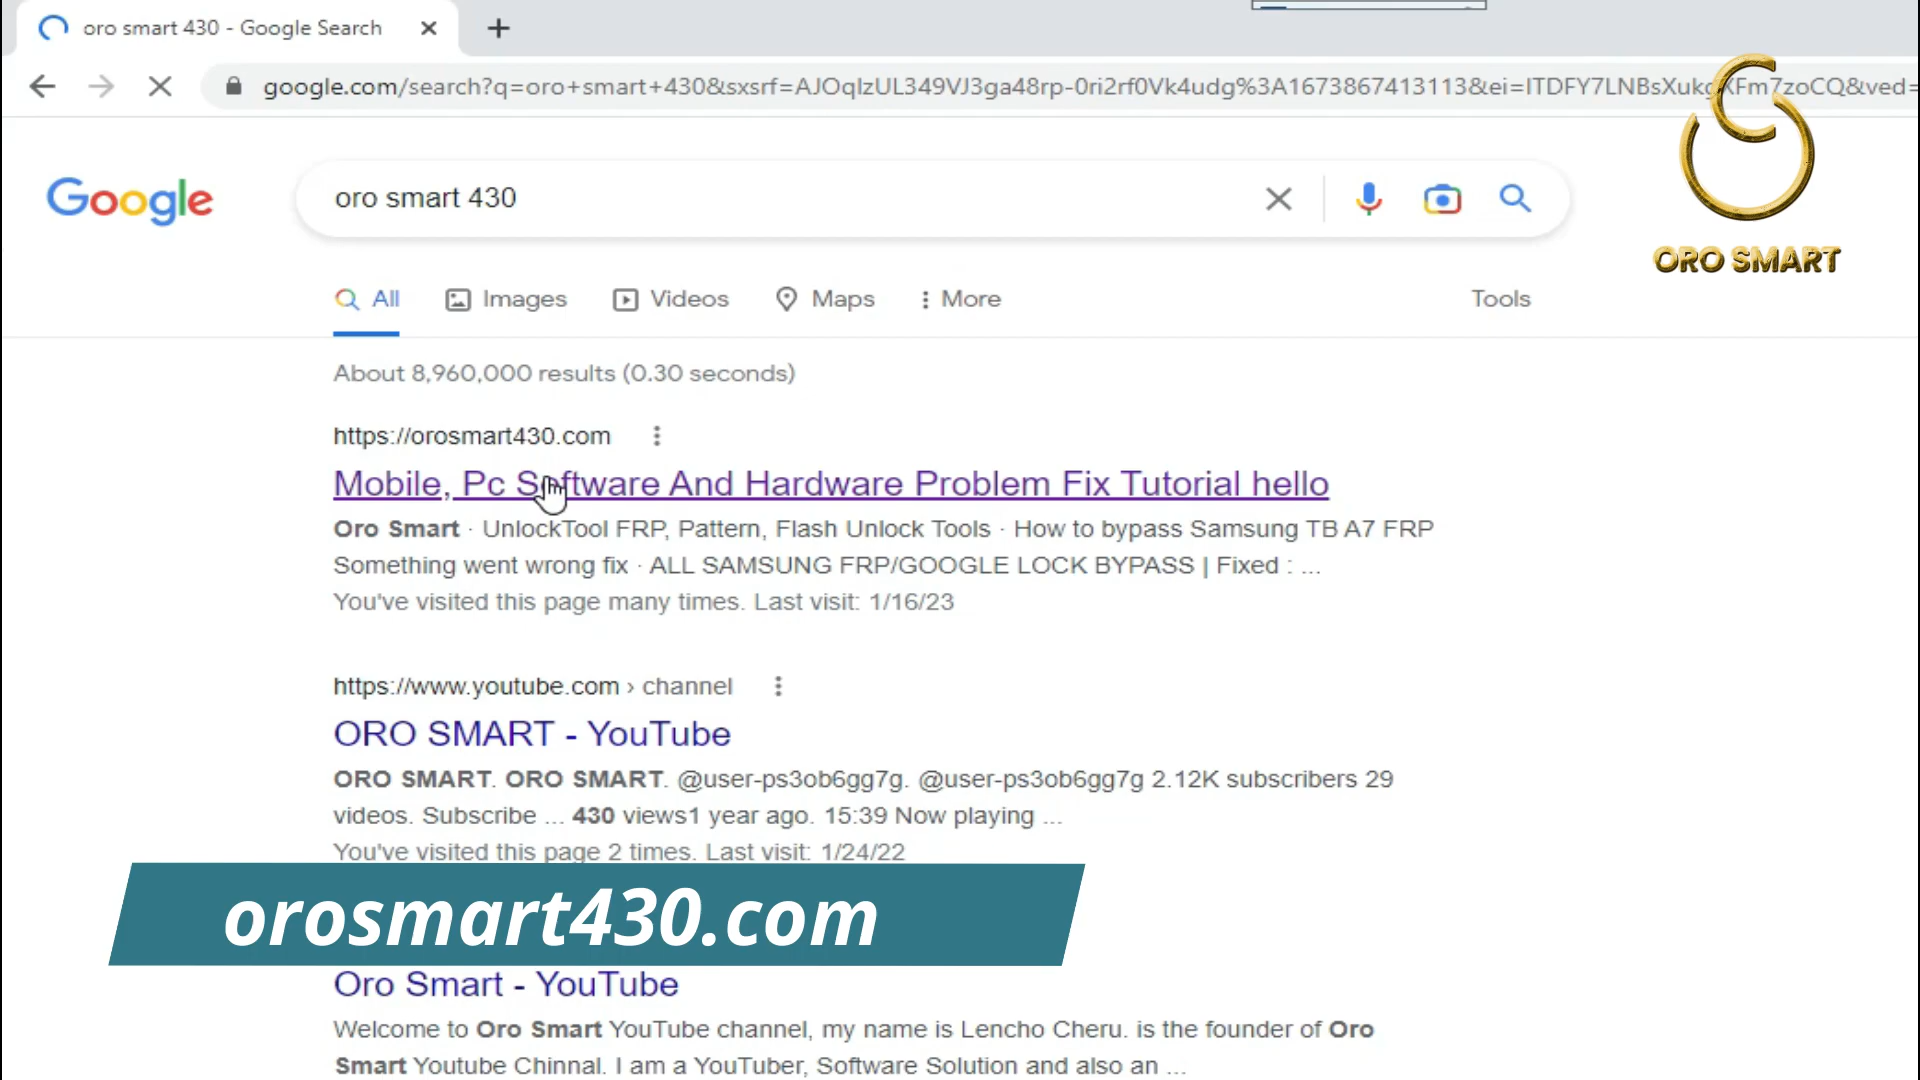 oro smart 430 - Google Search
google.com/search?q=oro+smart+430&sxsrf=AJOqlzUL349VJ3ga48rp-0ri2rf0Vk4udg%3A1673867413113&ei=ITDFY7LNBsXukg XFm7zoCQ&ved=
Google
oro smart 430
ORO SMART
All
Images
Videos
Maps
More
Tools
About 8,960,000 results (0.30 seconds)
https://orosmart430.com
Mobile, Pc Software And Hardware Problem Fix Tutorial hello
Oro Smart · UnlockTool FRP, Pattern, Flash Unlock Tools · How to bypass Samsung TB A7 FRP
Something went wrong fix · ALL SAMSUNG FRP/GOOGLE LOCK BYPASS | Fixed : ...
You've visited this page many times. Last visit: 1/16/23
https://www.youtube.com › channel
ORO SMART - YouTube
ORO SMART. ORO SMART. @user-ps3ob6gg7g. @user-ps3ob6gg7g 2.12K subscribers 29
videos. Subscribe ... 430 views1 year ago. 15:39 Now playing ...
You've visited this page 2 times. Last visit: 1/24/22
orosmart430.com
Oro Smart - YouTube
Welcome to Oro Smart YouTube channel, my name is Lencho Cheru. is the founder of Oro
Smart Youtube Chinnal. I am a YouTuber, Software Solution and also an ...